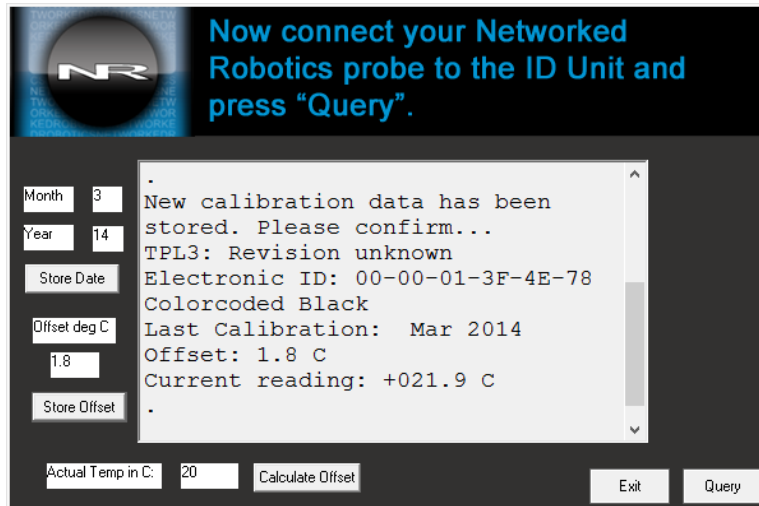 NR
Now connect your Networked
Robotics probe to the ID Unit and
press “Query”.
Month 3
Year 14
Store Date
Offset deg C
1.8
Store Offset
.
New calibration data has been
stored. Please confirm...
TPL3: Revision unknown
Electronic ID: 00-00-01-3F-4E-78
Colorcoded Black
Last Calibration:  Mar 2014
Offset: 1.8 C
Current reading: +021.9 C
.
Actual Temp in C: 20 Calculate Offset
Exit Query